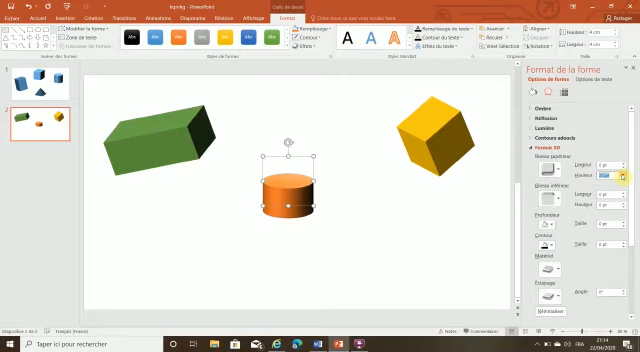 kqnhg - PowerPoint
Outils de dessin
Fichier Accueil Insertion Création Transitions Animations Diaporama Révision Affichage Format Dites-nous ce que vous voulez faire
Partager
Modifier la forme
Zone de texte
Fusionner des formes
Insérer des formes
Abc Abc Abc Abc Abc Abc Abc
Styles de formes
Remplissage
Contour
Effets
A A A
Styles WordArt
Remplissage du texte
Contour du texte
Effets du texte
Avancer
Reculer
Volet Sélection
Aligner
Grouper
Rotation
Organiser
Hauteur : 4 cm
Largeur : 4 cm
Taille
1
2
Format de la forme
Options de forme Options de texte
Ombre
Réflexion
Lumière
Contours adoucis
Format 3D
Biseau supérieur
Largeur 0 pt
Hauteur
Biseau inférieur
Largeur 0 pt
Hauteur 0 pt
Profondeur
Taille 0 pt
Contour
Taille 0 pt
Matériel
Éclairage
Angle 0°
Réinitialiser
Diapositive 2 de 2 Français (France)
Notes Commentaires
Taper ici pour rechercher
FRA
21:14
22/04/2020